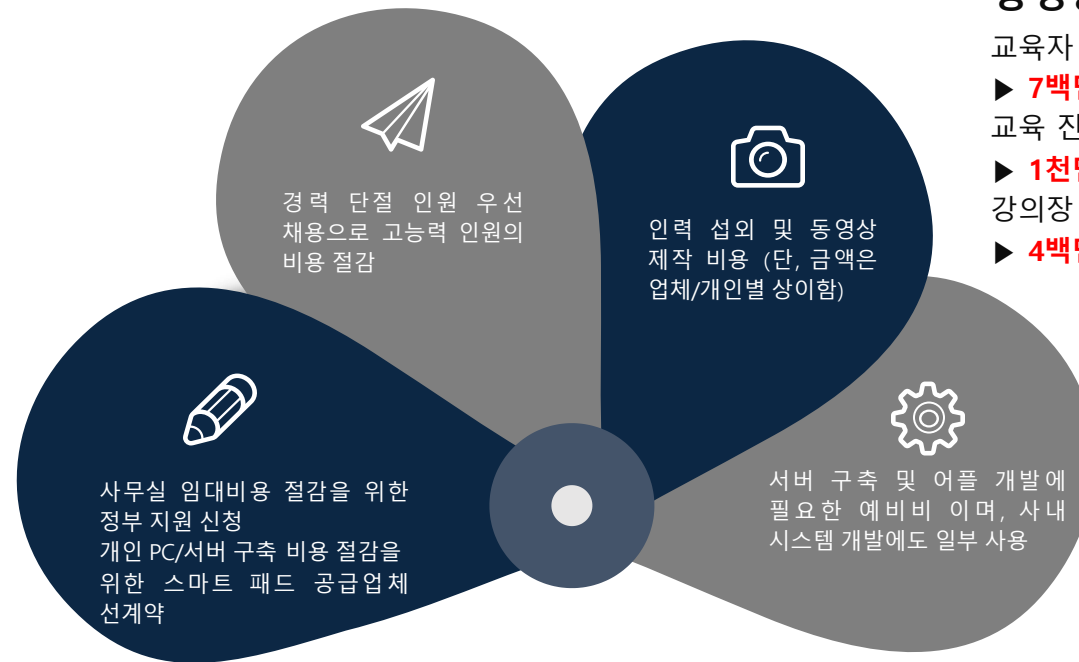 경력 단절 인원 우선
채용으로 고능력 인원의
비용 절감
인력 섭외 및 동영상
제작 비용 (단, 금액은
업체/개인별 상이함)
사무실 임대비용 절감을 위한
정부 지원 신청
개인 PC/서버 구축 비용 절감을
위한 스마트 패드 공급업체
선계약
서버 구축 및 어플 개발에
필요한 예비비 이며, 사내
시스템 개발에도 일부 사용
교육자
▶ 7백만
교육
▶ 1천만
강의장
▶ 4백만